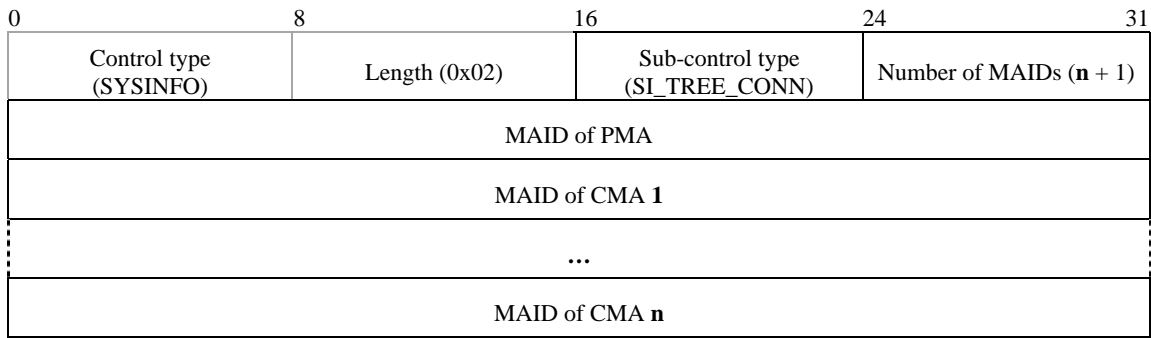 0 8 16 24 31
Control type (SYSINFO)
Length (0x02)
Sub-control type (SI_TREE_CONN)
Number of MAIDs (n + 1)
MAID of PMA
MAID of CMA 1
...
MAID of CMA n